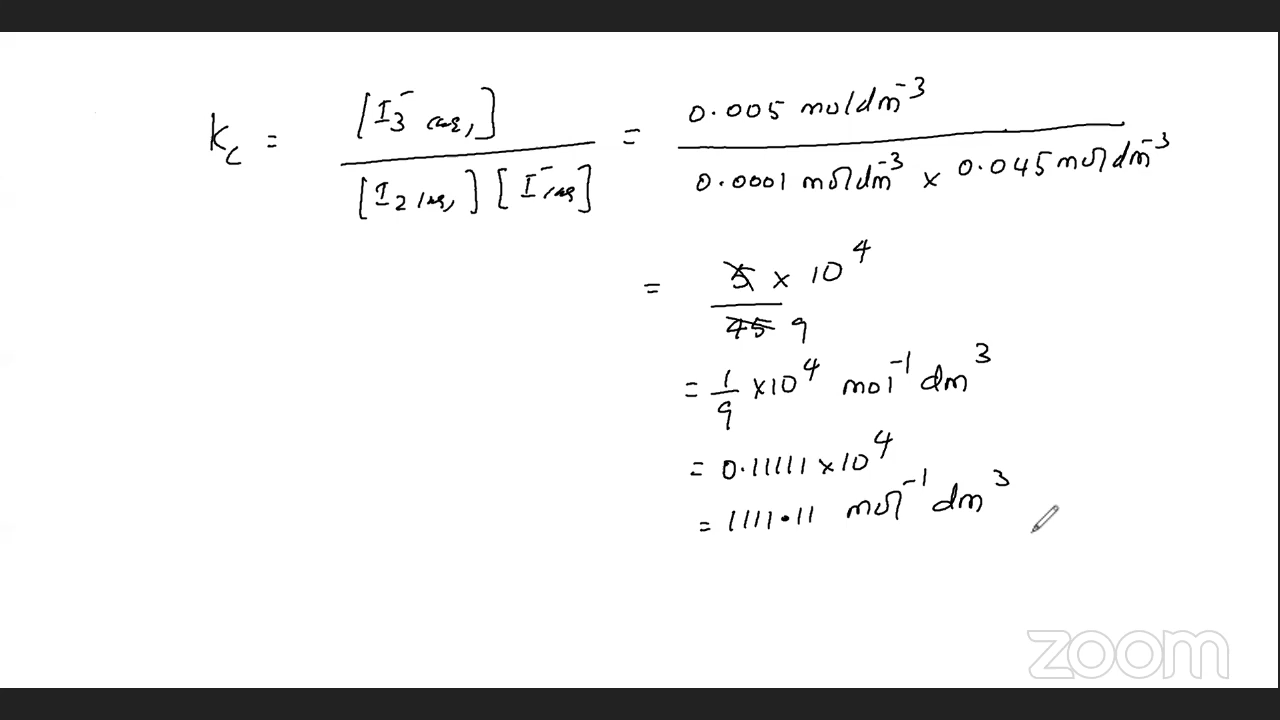 Kc = [I3⁻ (aq)] / [I2 (aq)] [I⁻ (aq)] = 0.005 moldm⁻³ / 0.0001 moldm⁻³ × 0.045 moldm⁻³
= 5 × 10⁴ / 45 9
= 1/9 × 10⁴ mol⁻¹ dm³
= 0.11111 × 10⁴
= 1111.11 mol⁻¹ dm³
zoom